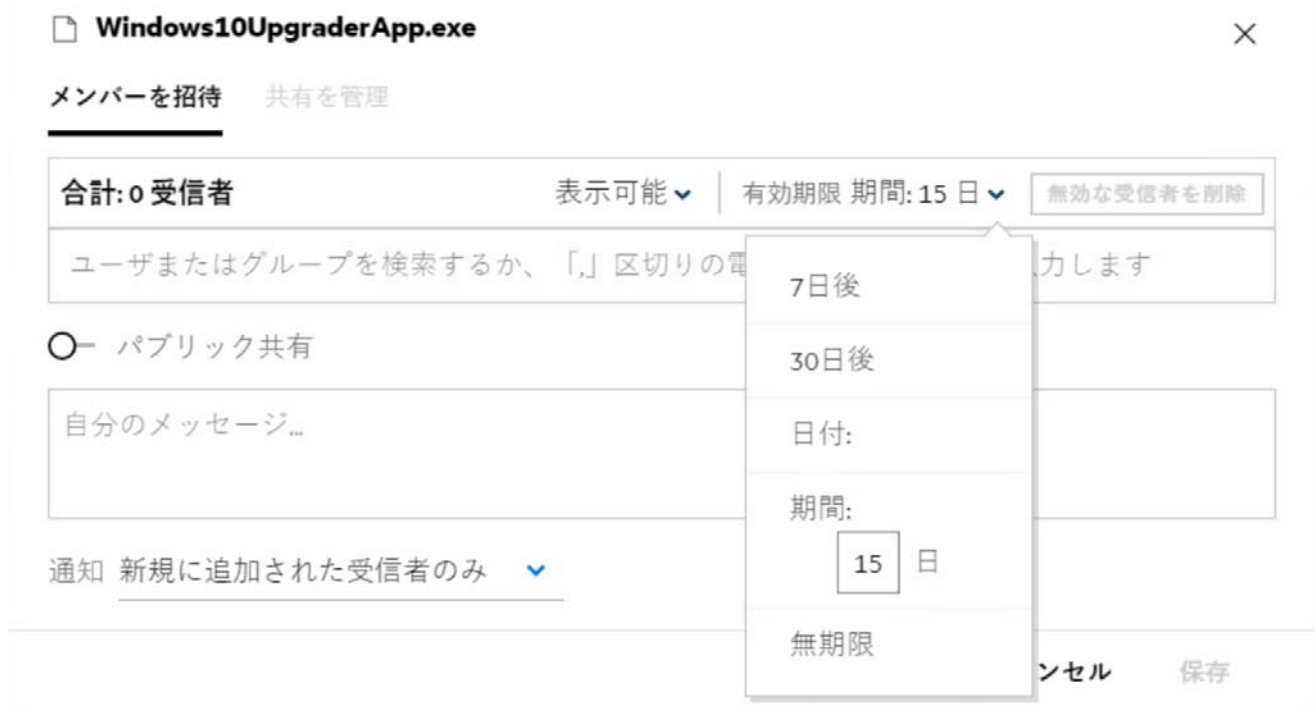 Windows10UpgraderApp.exe
メンバーを招待 共有を管理
合計: 0 受信者 表示可能 有効期限 期間: 15 日 無効な受信者を削除
ユーザまたはグループを検索するか、「,」区切りの 力します
7日後
パブリック共有
30日後
自分のメッセージ...
日付:
期間:
15 日
通知 新規に追加された受信者のみ
無期限
ンセル 保存